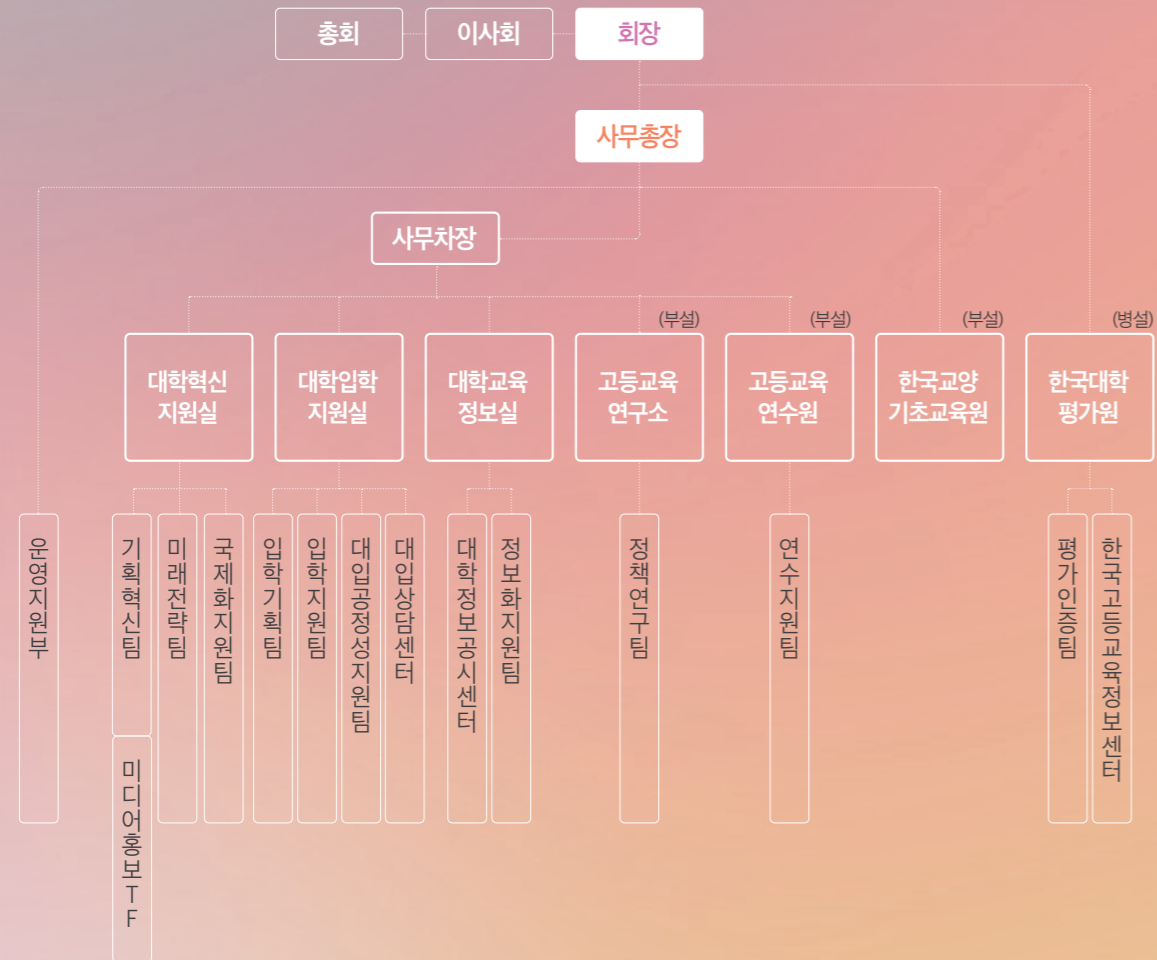 총회
이사회
회장
사무총장
사무차장
(부설)
(부설)
(부설)
(병설)
대학혁신
지원실
대학입학
지원실
대학교육
정보실
고등교육
연구소
고등교육
연수원
한국교양
기초교육원
한국대학
평가원
운영지원부
기획혁신팀
미디어홍보TF
미래전략팀
국제화지원팀
입학기획팀
입학지원팀
대입공정성지원팀
대입상담센터
대학정보공시센터
정보화지원팀
정책연구팀
연수지원팀
평가인증팀
한국고등교육정보센터